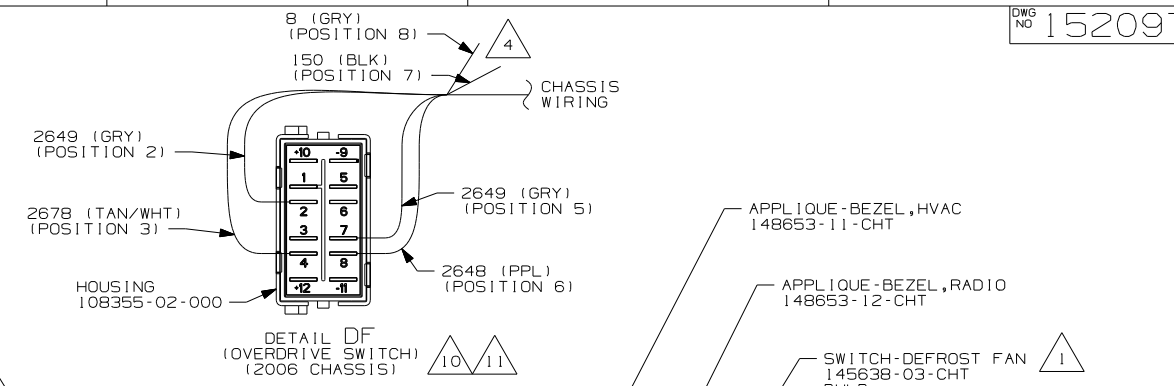 8 (GRY)
(POSITION 8)
4
150 (BLK)
(POSITION 7)
CHASSIS
WIRING
DWG
NO 152097
2649 (GRY)
(POSITION 2)
+10 -9
1 5
2 6
3 7
4 8
+12 -11
2649 (GRY)
(POSITION 5)
2678 (TAN/WHT)
(POSITION 3)
2648 (PPL)
(POSITION 6)
HOUSING
108355-02-000
DETAIL DF
(OVERDRIVE SWITCH)
(2006 CHASSIS)
10 11
APPLIQUE-BEZEL,HVAC
148653-11-CHT
APPLIQUE-BEZEL,RADIO
148653-12-CHT
SWITCH-DEFROST FAN
145638-03-CHT
1